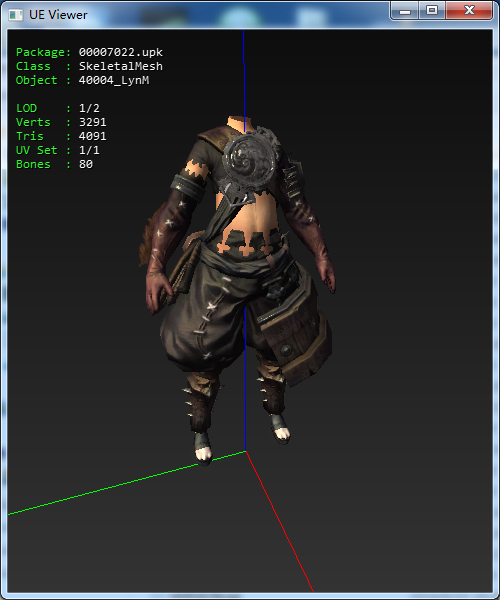 UE Viewer
Package: 00007022.upk
Class  : SkeletalMesh
Object : 40004_LynM
LOD    : 1/2
Verts  : 3291
Tris   : 4091
UV Set : 1/1
Bones  : 80